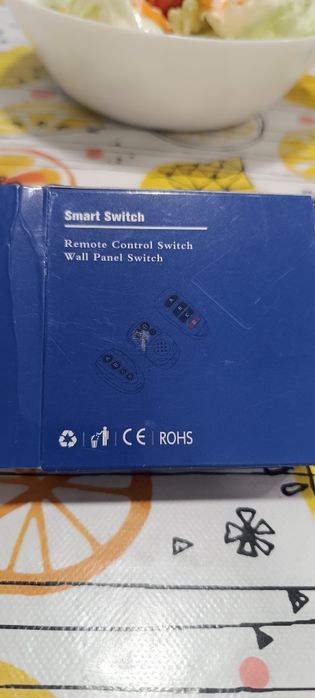 Smart Switch
Remote Control Switch
Wall Panel Switch
CE | ROHS